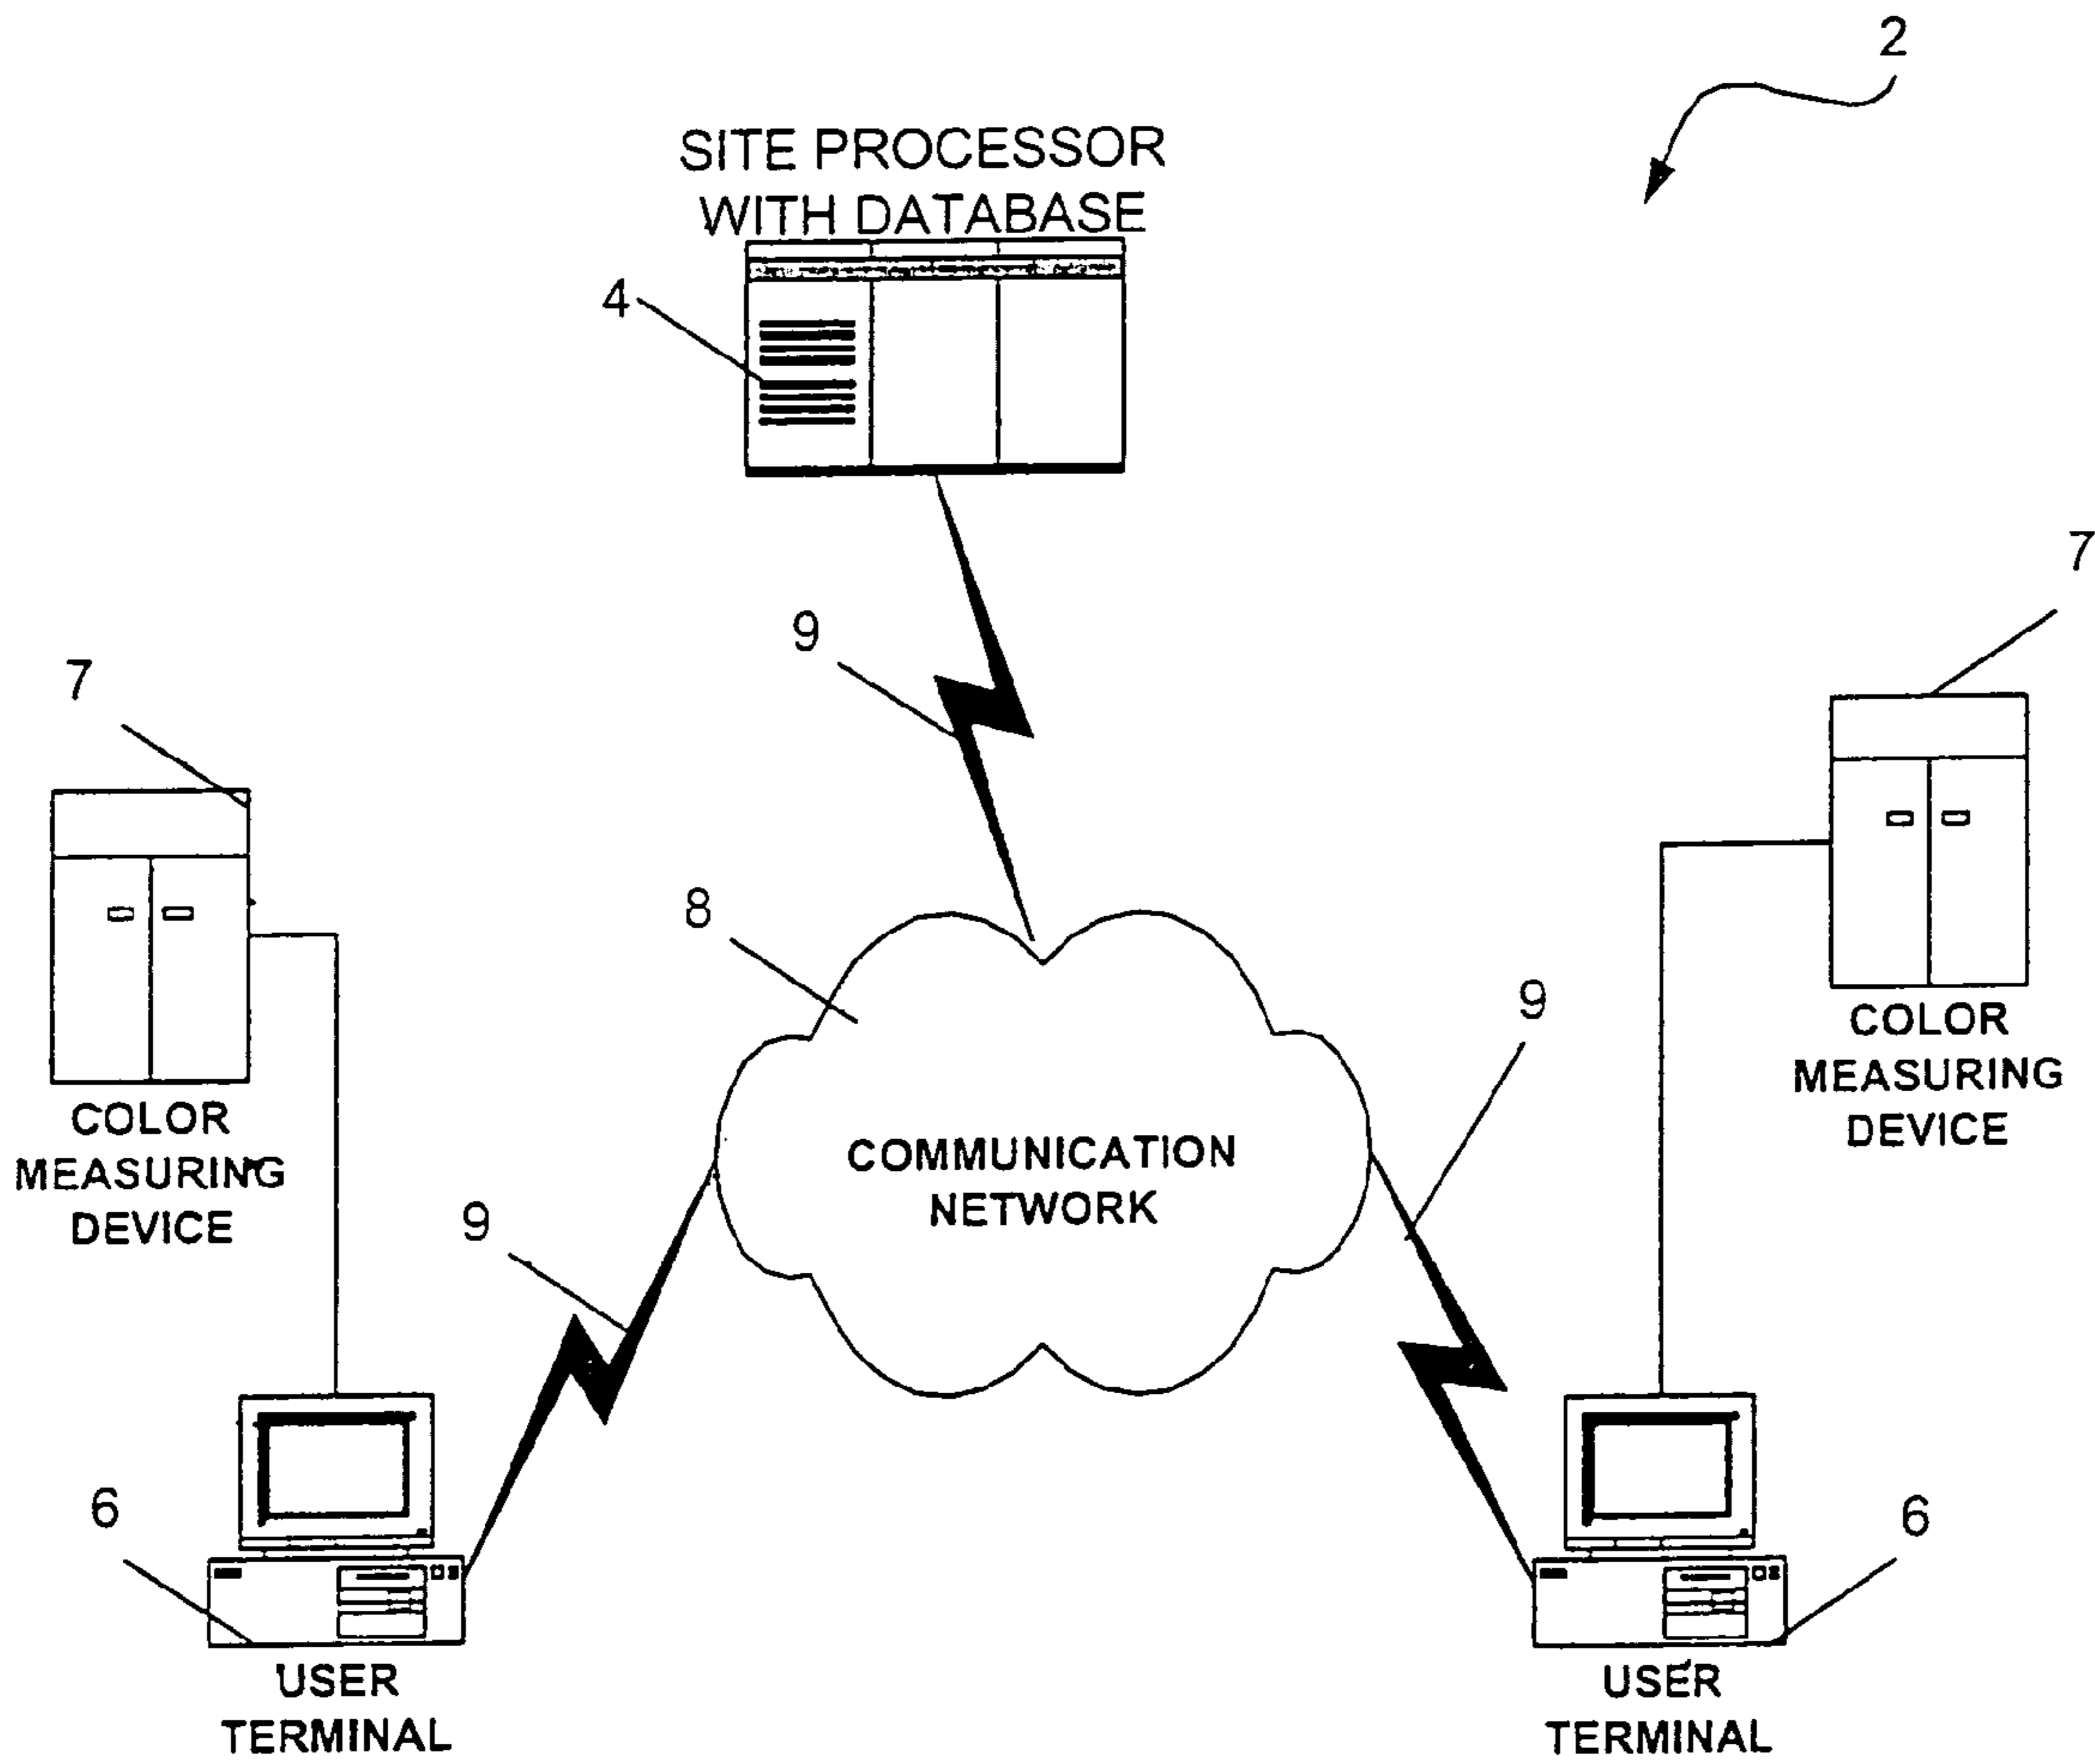 2
SITE PROCESSOR
WITH DATABASE
4
7
9
7
8
9
COLOR
MEASURING
DEVICE
COLOR
MEASURING
DEVICE
COMMUNICATION
NETWORK
9
6
6
USER
TERMINAL
USER
TERMINAL